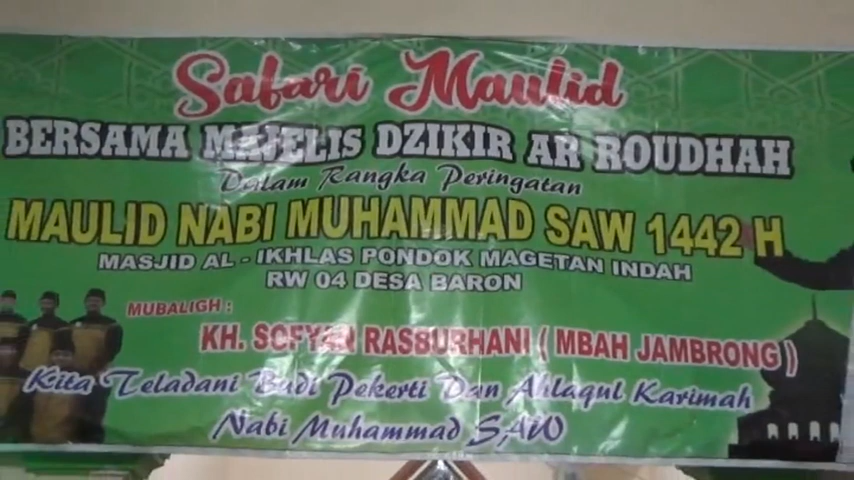 Safari Maulid
BERSAMA MAJELIS DZIKIR AR ROUDHAH
Dalam Rangka Peringatan
MAULID NABI MUHAMMAD SAW 1442 H
MASJID AL - IKHLAS PONDOK MAGETAN INDAH
RW 04 DESA BARON
MUBALIGH :
KH. SOFYAN RASBURHANI ( MBAH JAMBRONG )
Kita Teladani Budi Pekerti Dan Ahlaqul Karimah
Nabi Muhammad SAW